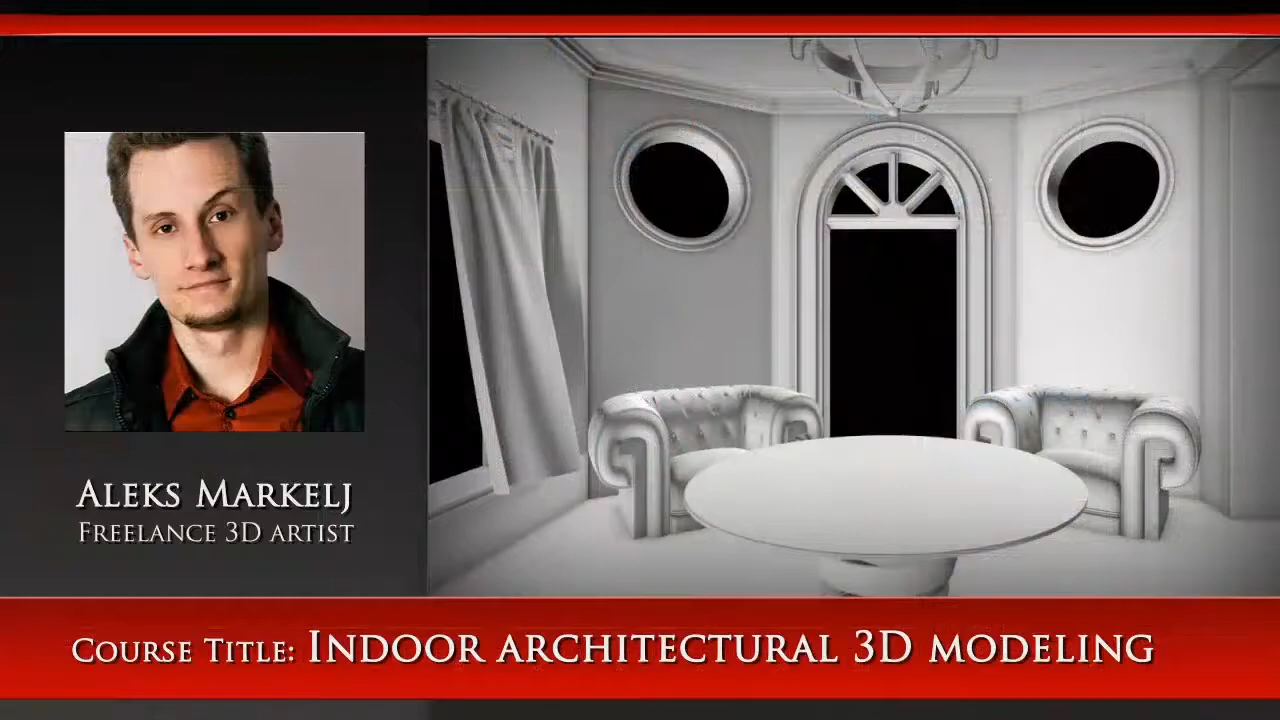 Aleks Markelj
Freelance 3D artist
Course Title: Indoor architectural 3D modeling